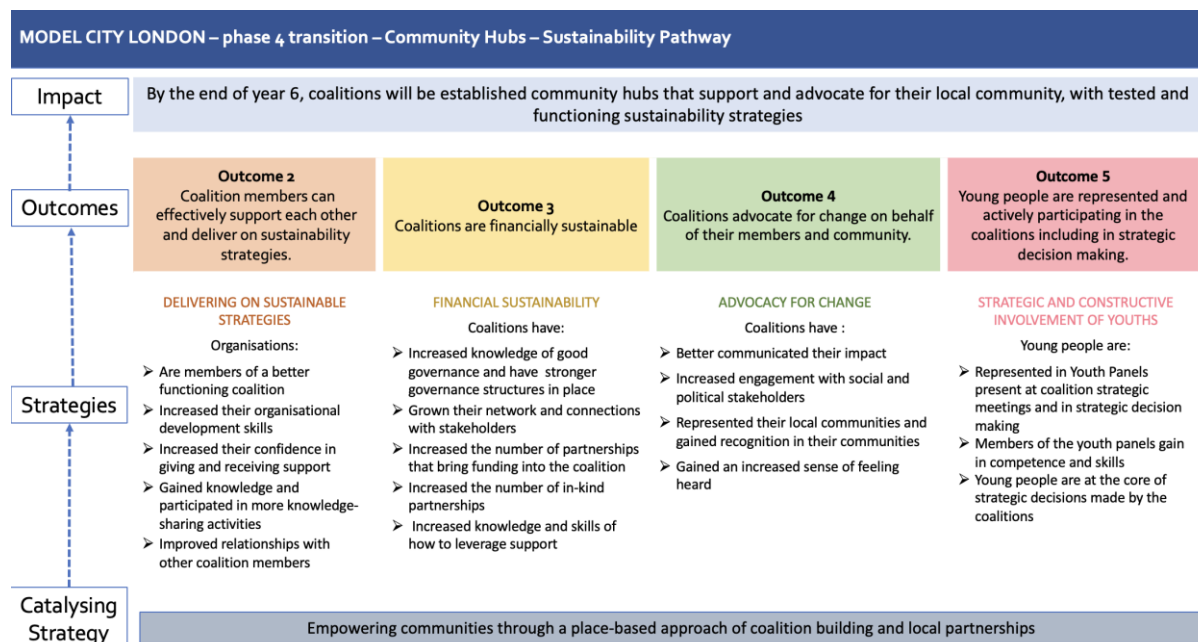 MODEL CITY LONDON – phase 4 transition – Community Hubs – Sustainability Pathway
Impact
By the end of year 6, coalitions will be established community hubs that support and advocate for their local community, with tested and
functioning sustainability strategies
Outcomes
Outcome 2
Coalition members can
effectively support each other
and deliver on sustainability
strategies.
Outcome 3
Coalitions are financially sustainable
Outcome 4
Coalitions advocate for change on behalf
of their members and community.
Outcome 5
Young people are represented and
actively participating in the
coalitions including in strategic
decision making.
Strategies
DELIVERING ON SUSTAINABLE
STRATEGIES
Organisations:
➢ Are members of a better
functioning coalition
➢ Increased their organisational
development skills
➢ Increased their confidence in
giving and receiving support
➢ Gained knowledge and
participated in more knowledge-
sharing activities
➢ Improved relationships with
other coalition members
FINANCIAL SUSTAINABILITY
Coalitions have:
➢ Increased knowledge of good
governance and have stronger
governance structures in place
➢ Grown their network and connections
with stakeholders
➢ Increased the number of partnerships
that bring funding into the coalition
➢ Increased the number of in-kind
partnerships
➢ Increased knowledge and skills of
how to leverage support
ADVOCACY FOR CHANGE
Coalitions have :
➢ Better communicated their impact
➢ Increased engagement with social and
political stakeholders
➢ Represented their local communities and
gained recognition in their communities
➢ Gained an increased sense of feeling
heard
STRATEGIC AND CONSTRUCTIVE
INVOLVEMENT OF YOUTHS
Young people are:
➢ Represented in Youth Panels
present at coalition strategic
meetings and in strategic decision
making
➢ Members of the youth panels gain
in competence and skills
➢ Young people are at the core of
strategic decisions made by the
coalitions
Catalysing
Strategy
Empowering communities through a place-based approach of coalition building and local partnerships